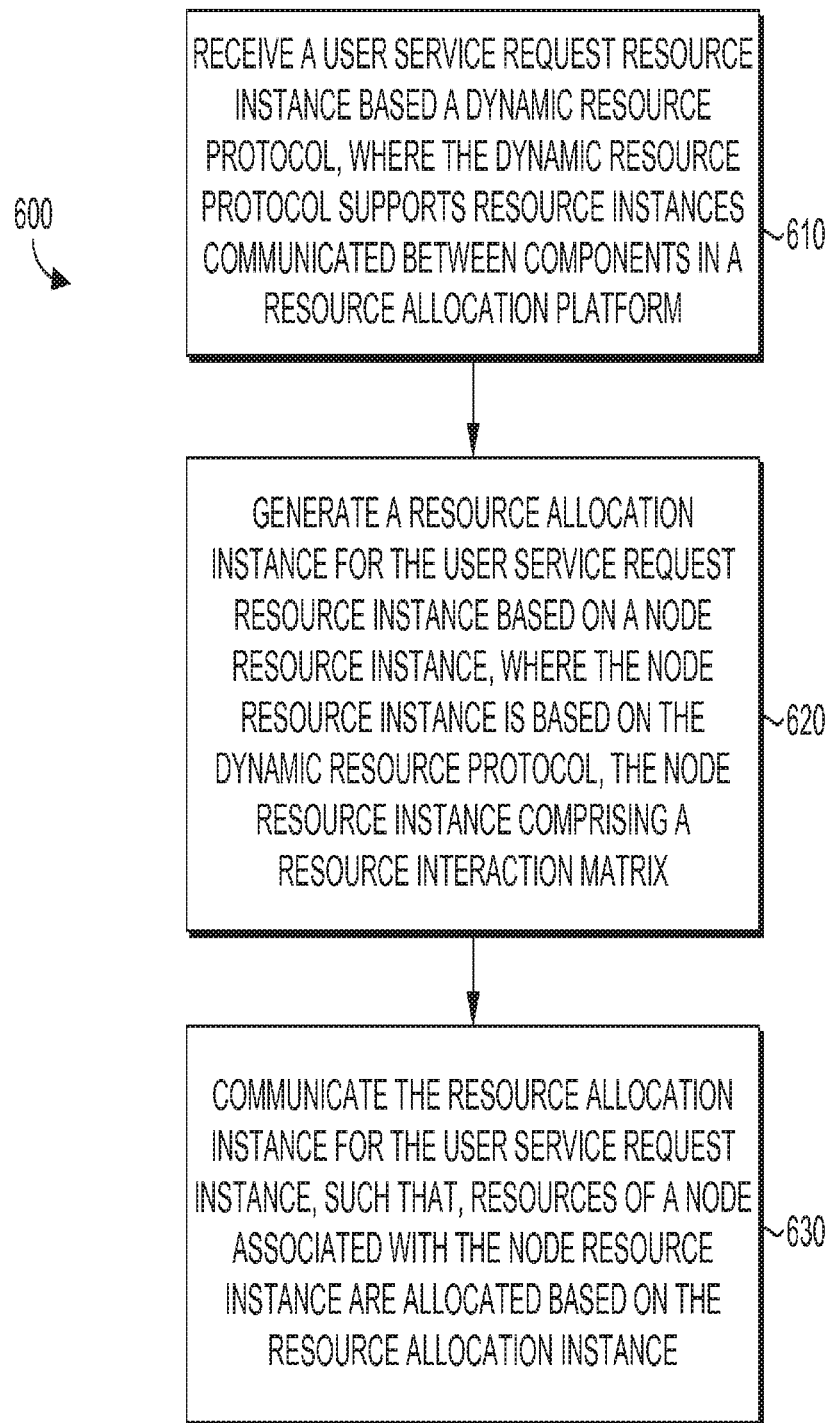 600
RECEIVE A USER SERVICE REQUEST RESOURCE
INSTANCE BASED A DYNAMIC RESOURCE
PROTOCOL, WHERE THE DYNAMIC RESOURCE
PROTOCOL SUPPORTS RESOURCE INSTANCES
COMMUNICATED BETWEEN COMPONENTS IN A
RESOURCE ALLOCATION PLATFORM
610
GENERATE A RESOURCE ALLOCATION
INSTANCE FOR THE USER SERVICE REQUEST
RESOURCE INSTANCE BASED ON A NODE
RESOURCE INSTANCE, WHERE THE NODE
RESOURCE INSTANCE IS BASED ON THE
DYNAMIC RESOURCE PROTOCOL, THE NODE
RESOURCE INSTANCE COMPRISING A
RESOURCE INTERACTION MATRIX
620
COMMUNICATE THE RESOURCE ALLOCATION
INSTANCE FOR THE USER SERVICE REQUEST
INSTANCE, SUCH THAT, RESOURCES OF A NODE
ASSOCIATED WITH THE NODE RESOURCE
INSTANCE ARE ALLOCATED BASED ON THE
RESOURCE ALLOCATION INSTANCE
630